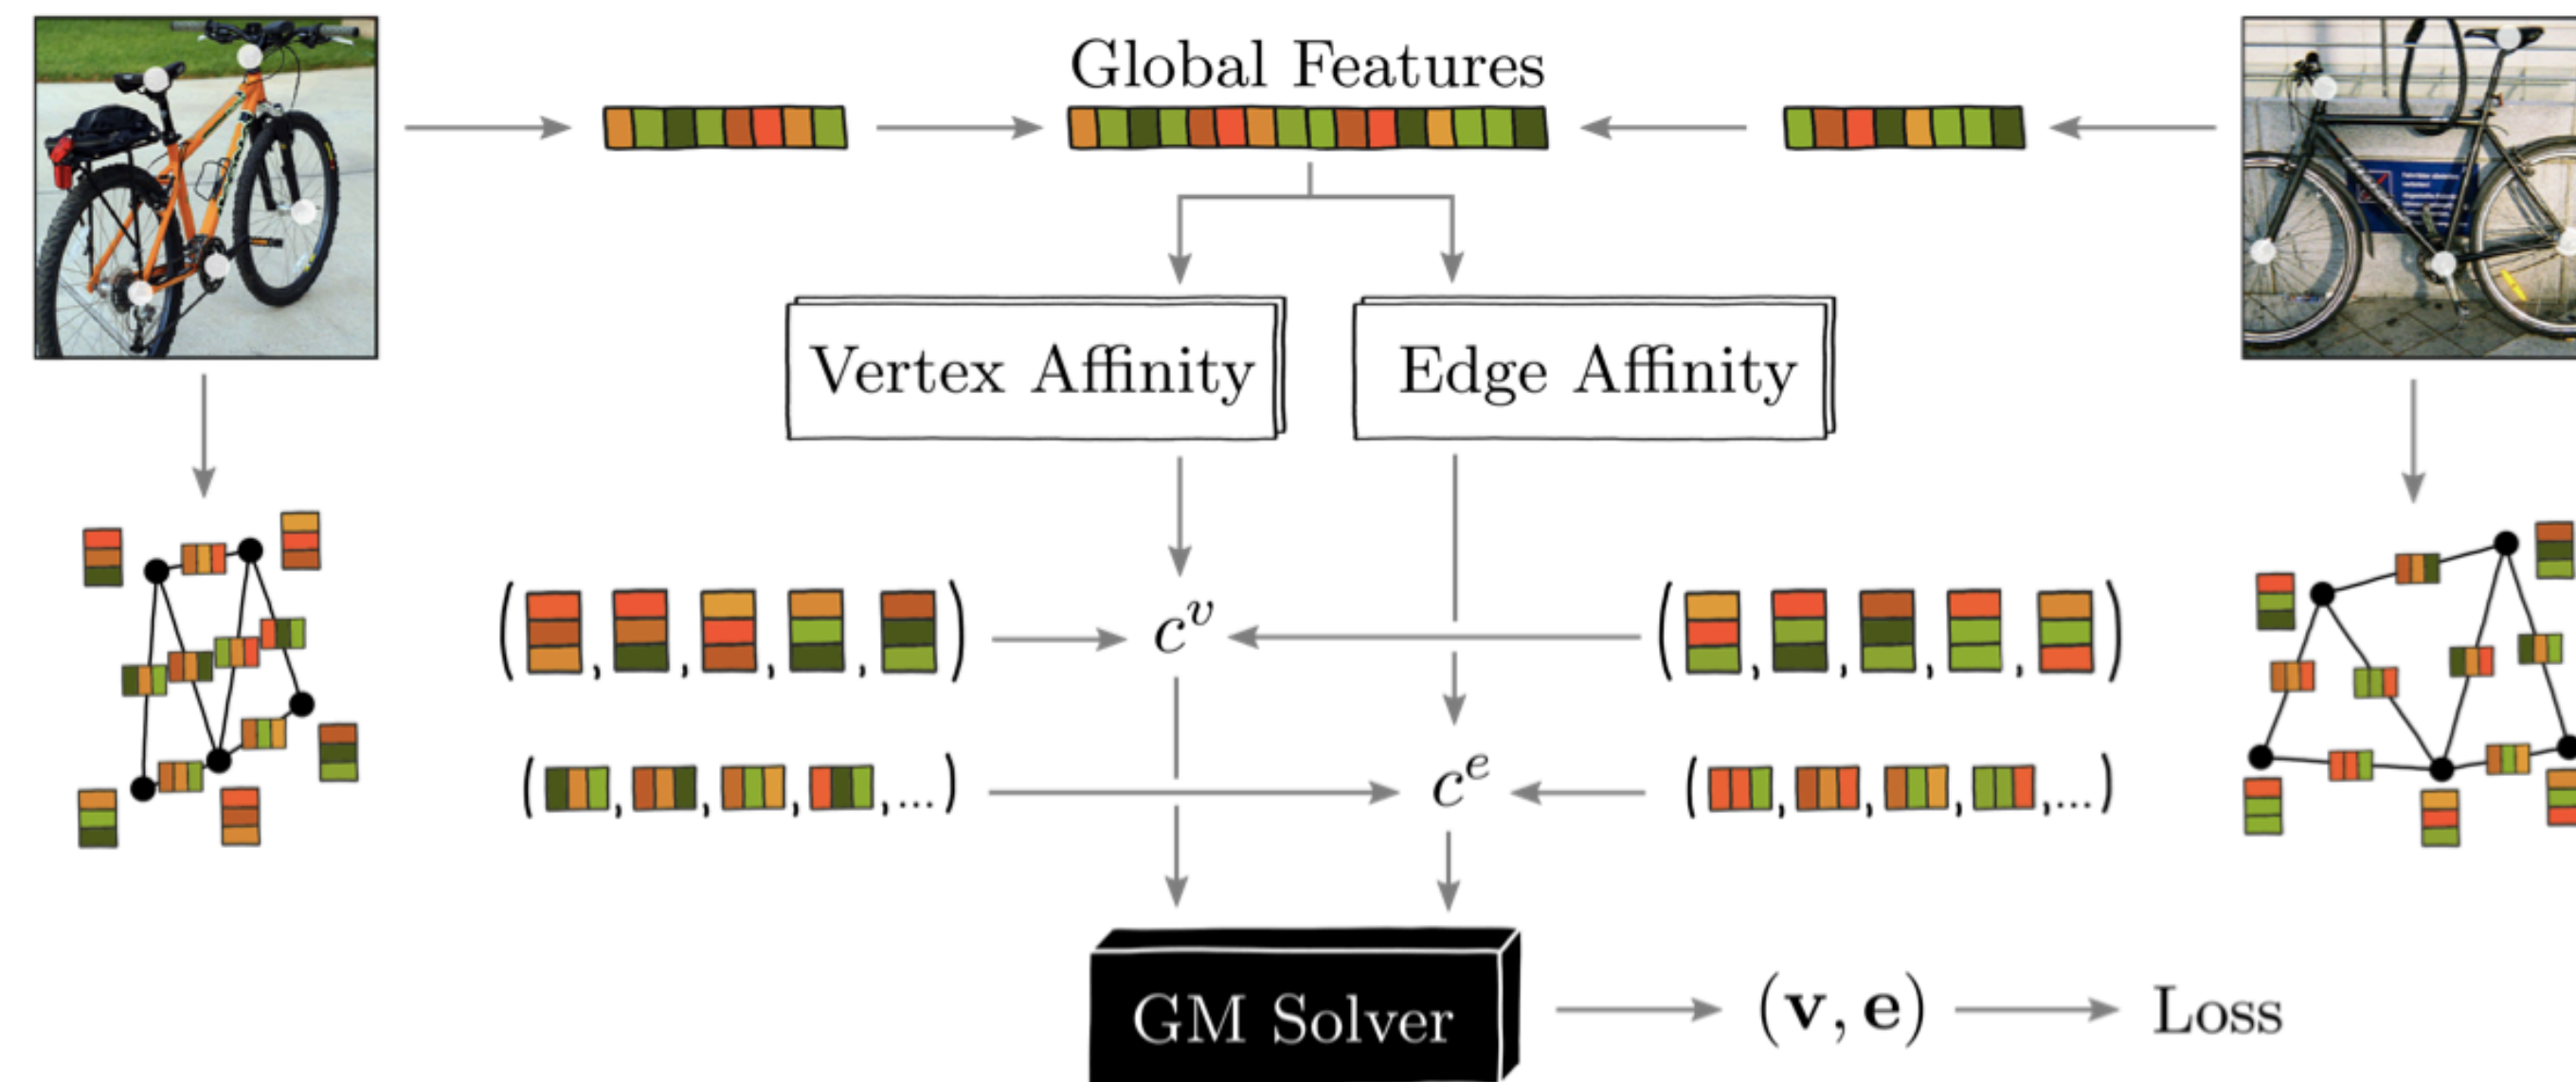 Global Features
Vertex Affinity
Edge Affinity
( , , , , )
c^v
( , , , , )
( , , , ,...)
c^e
( , , , ,...)
GM Solver
(v, e)
Loss